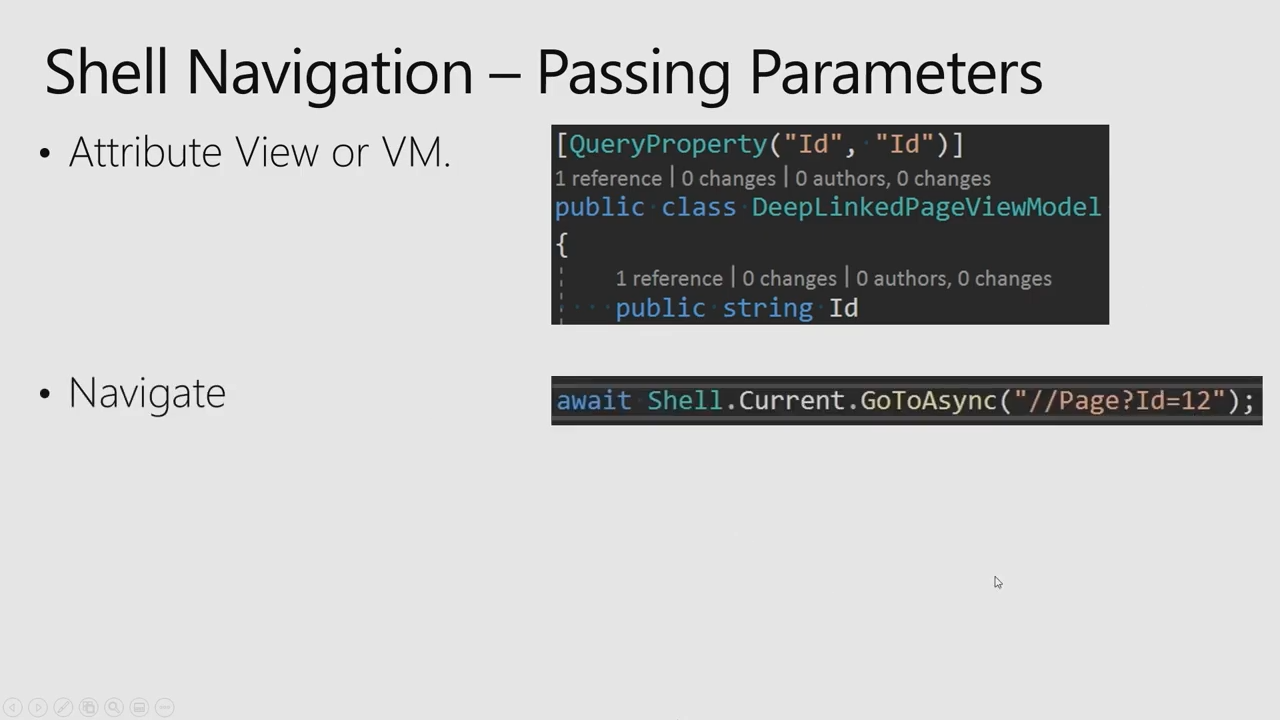 Shell Navigation – Passing Parameters
• Attribute View or VM.
[QueryProperty("Id", "Id")]
1 reference | 0 changes | 0 authors, 0 changes
public class DeepLinkedPageViewModel
{
1 reference | 0 changes | 0 authors, 0 changes
public string Id
• Navigate
await Shell.Current.GoToAsync("//Page?Id=12");